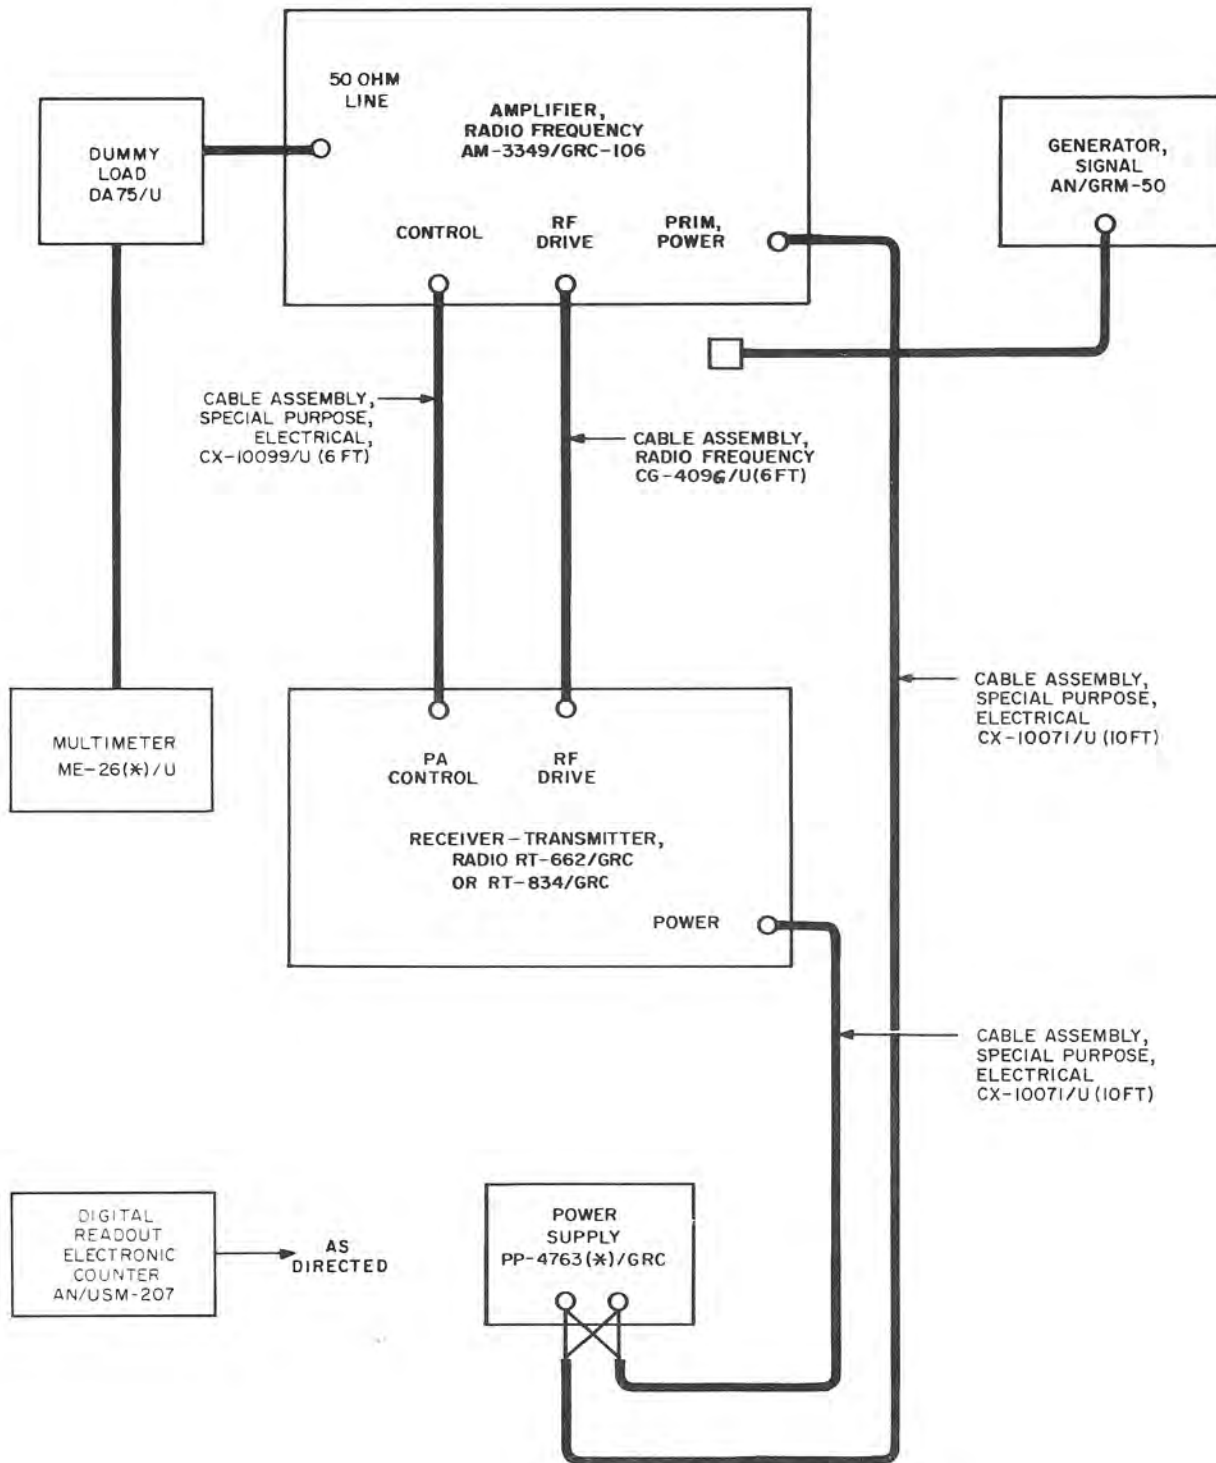 50 OHM
LINE
AMPLIFIER,
RADIO FREQUENCY
AM-3349/GRC-106
CONTROL
RF
DRIVE
PRIM,
POWER
DUMMY
LOAD
DA75/U
GENERATOR,
SIGNAL
AN/GRM-50
CABLE ASSEMBLY,
SPECIAL PURPOSE,
ELECTRICAL,
CX-10099/U (6 FT)
CABLE ASSEMBLY,
RADIO FREQUENCY
CG-409G/U(6FT)
MULTIMETER
ME-26(*)/U
PA
CONTROL
RF
DRIVE
RECEIVER-TRANSMITTER,
RADIO RT-662/GRC
OR RT-834/GRC
POWER
CABLE ASSEMBLY,
SPECIAL PURPOSE,
ELECTRICAL
CX-10071/U (10FT)
CABLE ASSEMBLY,
SPECIAL PURPOSE,
ELECTRICAL
CX-10071/U (10FT)
DIGITAL
READOUT
ELECTRONIC
COUNTER
AN/USM-207
AS
DIRECTED
POWER
SUPPLY
PP-4763(*)/GRC